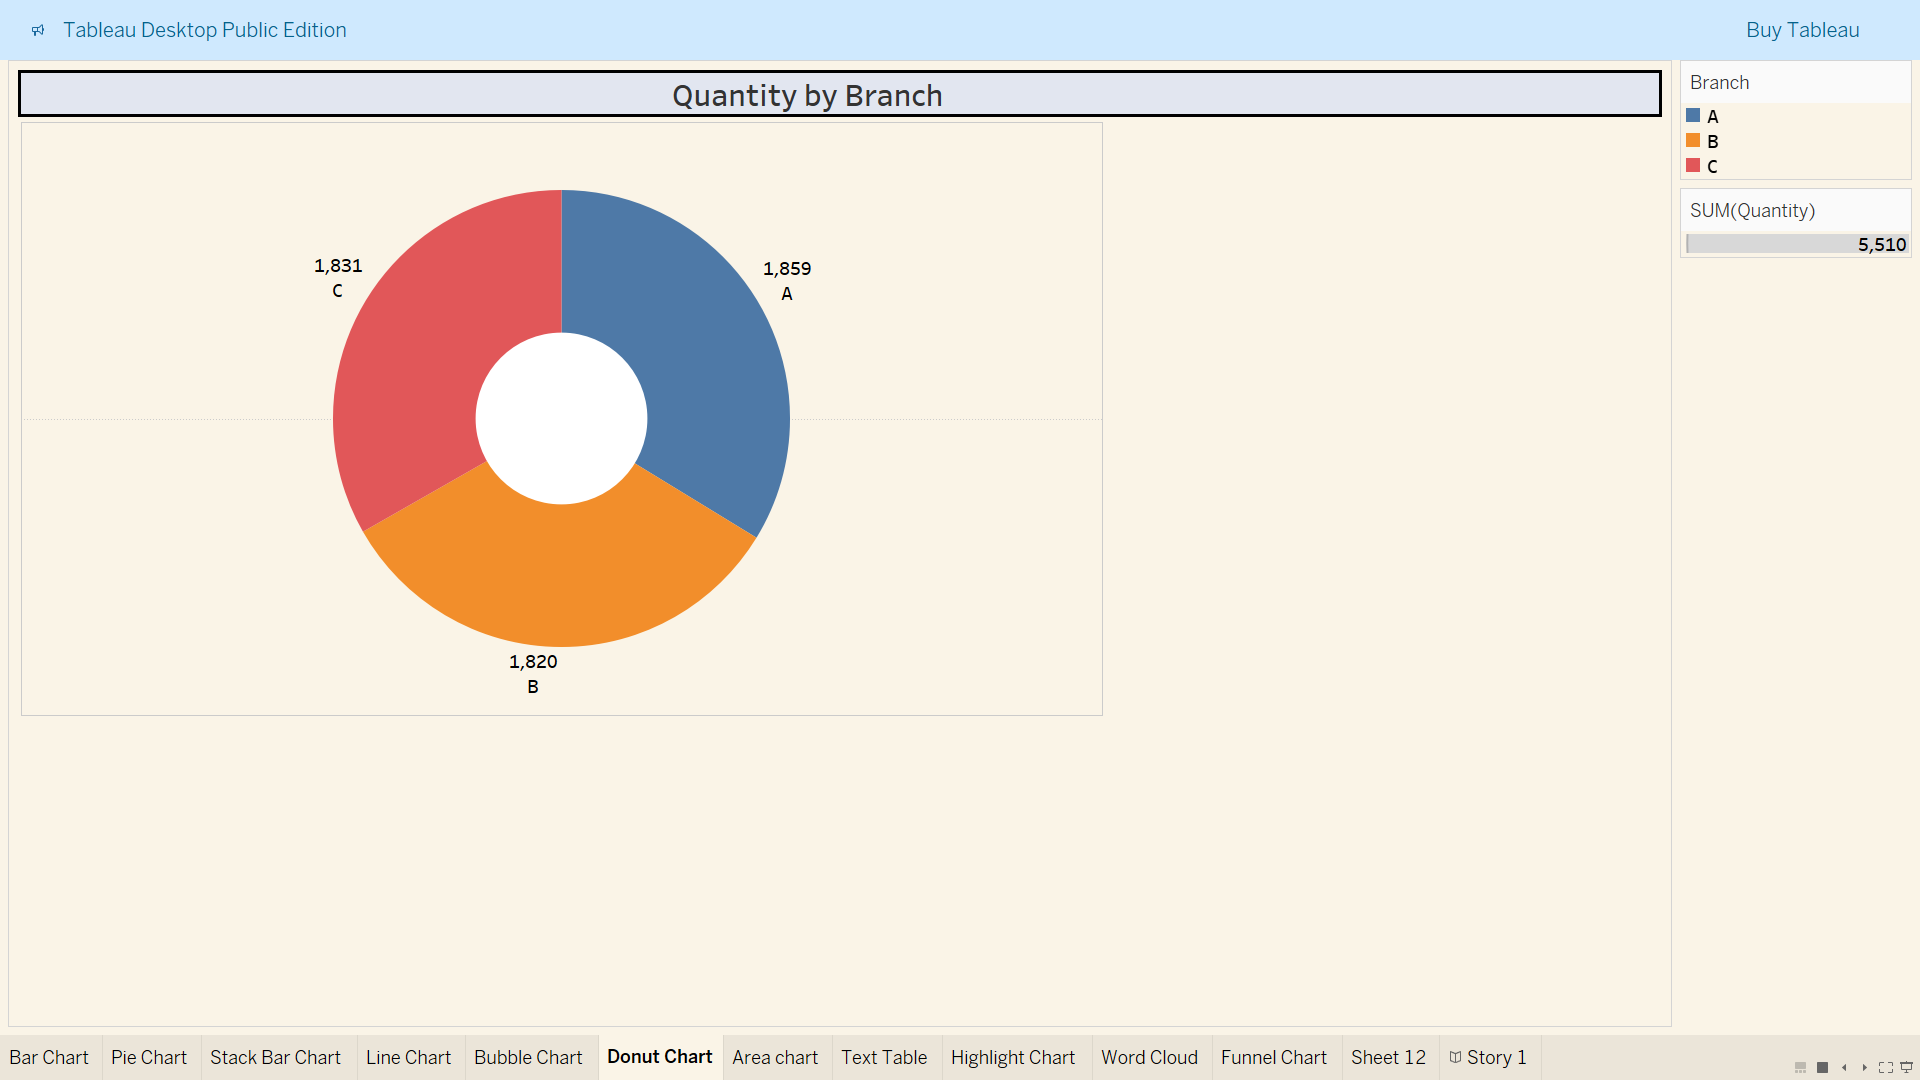 Tableau Desktop Public Edition
Buy Tableau
Quantity by Branch
1,831
C
1,859
A
1,820
B
Branch
A
B
C
SUM(Quantity)
5,510
Bar Chart
Pie Chart
Stack Bar Chart
Line Chart
Bubble Chart
Donut Chart
Area chart
Text Table
Highlight Chart
Word Cloud
Funnel Chart
Sheet 12
Story 1